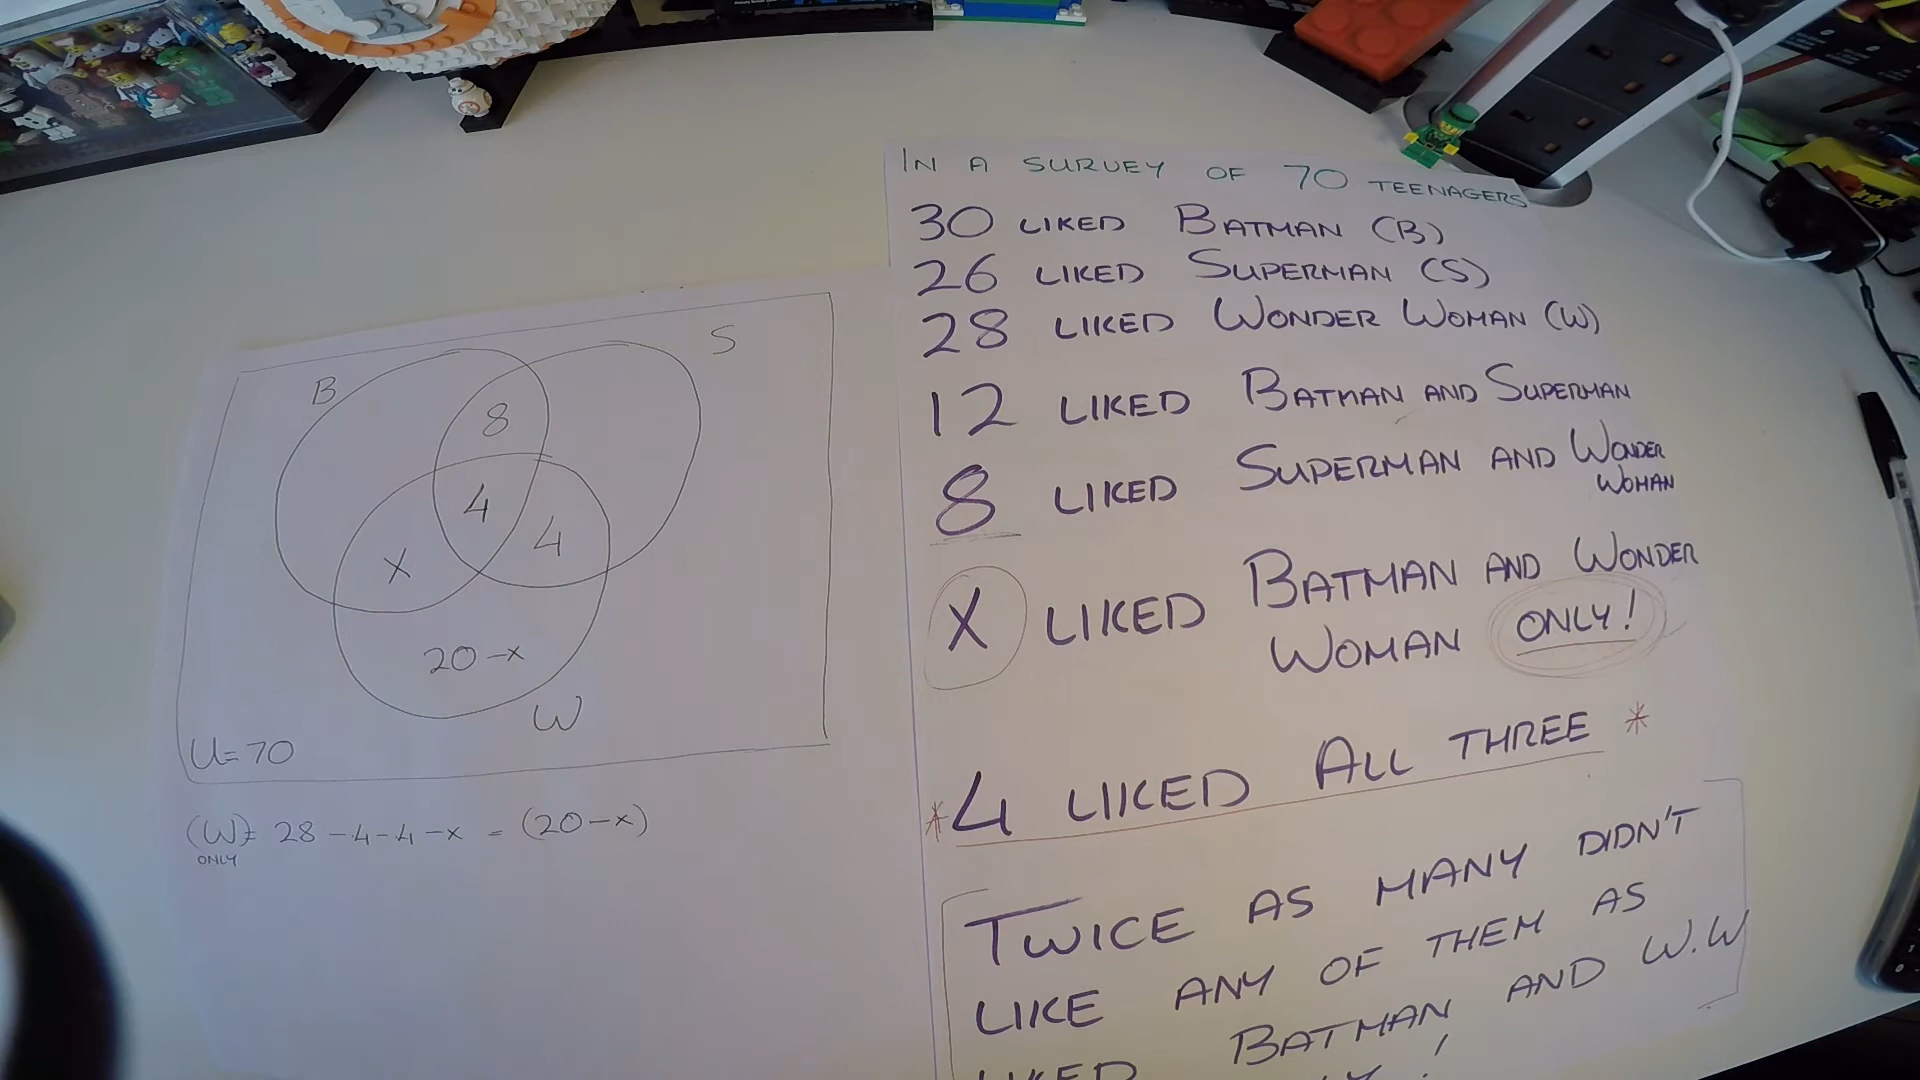 IN A SURVEY OF 70 TEENAGERS
30 LIKED BATMAN (B)
26 LIKED SUPERMAN (S)
28 LIKED WONDER WOMAN (W)
12 LIKED BATMAN AND SUPERMAN
8 LIKED SUPERMAN AND WONDER
WOMAN
X LIKED BATMAN AND WONDER
WOMAN ONLY!
*4 LIKED ALL THREE *
TWICE AS MANY DIDN'T
LIKE ANY OF THEM AS
LIKED BATMAN AND W.W
B
S
8
4
4
x
20-x
W
U=70
(W)= 28-4-4-x = (20-x)
ONLY